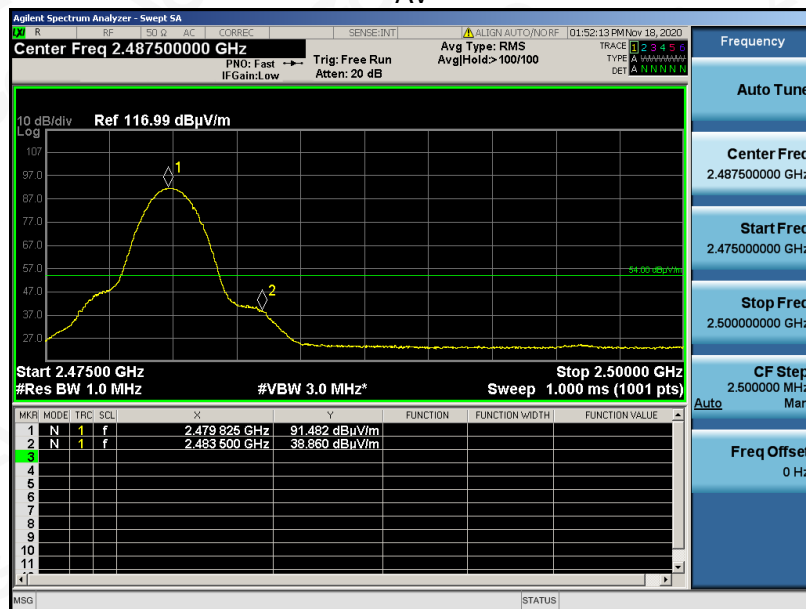 Agilent Spectrum Analyzer - Swept SA
LXI R RF 50 Ω AC CORREC SENSE:INT ALIGN AUTO/NO RF 01:52:13 PM Nov 18, 2020
Center Freq 2.487500000 GHz
PNO: Fast
IFGain:Low
Trig: Free Run
Atten: 20 dB
Avg Type: RMS
Avg|Hold:>100/100
TRACE 1 2 3 4 5 6
TYPE A WWWWW
DET A N N N N N
10 dB/div Ref 116.99 dBµV/m
Log
107
97.0
87.0
77.0
67.0
57.0
47.0
37.0
27.0
1
2
54.00 dBµV/m
Start 2.47500 GHz Stop 2.50000 GHz
#Res BW 1.0 MHz #VBW 3.0 MHz* Sweep 1.000 ms (1001 pts)
MKR MODE TRC SCL X Y FUNCTION FUNCTION WIDTH FUNCTION VALUE
1 N 1 f 2.479 825 GHz 91.482 dBµV/m
2 N 1 f 2.483 500 GHz 38.860 dBµV/m
3
4
5
6
7
8
9
10
11
MSG STATUS
Frequency
Auto Tune
Center Freq
2.487500000 GHz
Start Freq
2.475000000 GHz
Stop Freq
2.500000000 GHz
CF Step
2.500000 MHz
Auto Man
Freq Offset
0 Hz